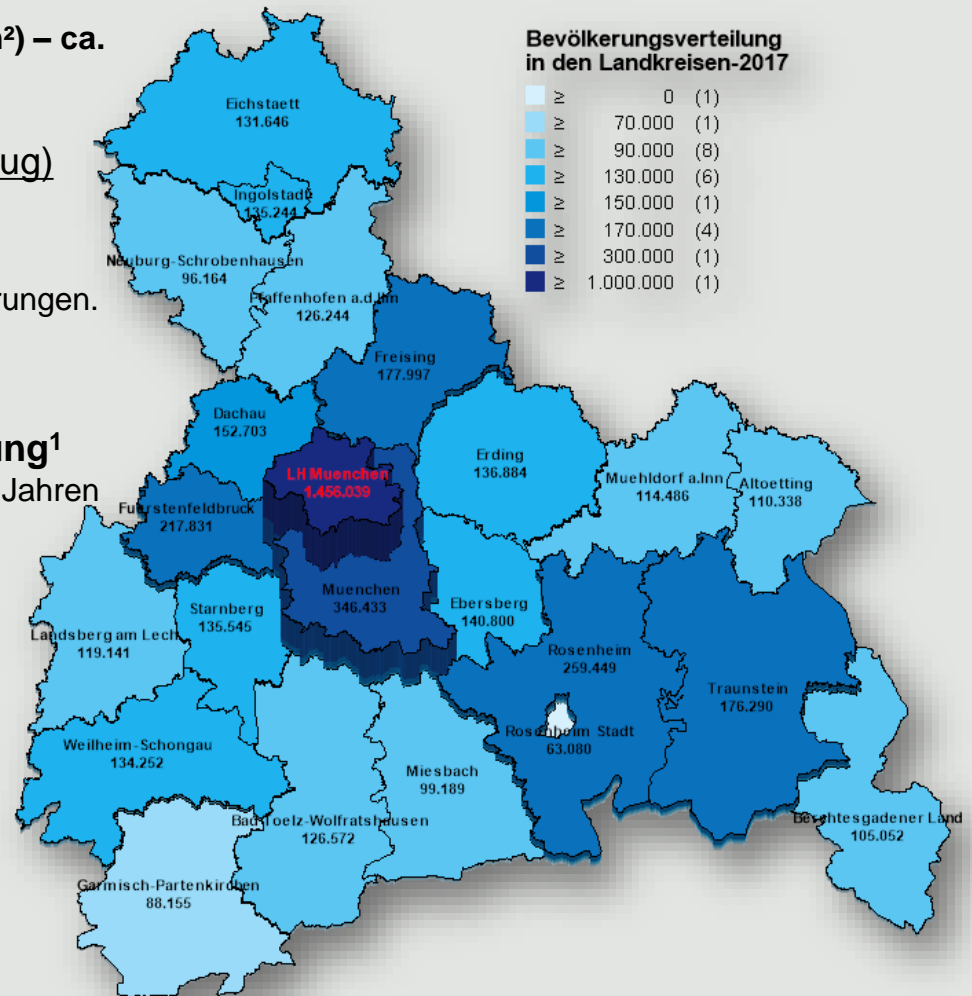 ²) – ca.
ug)
rungen.
ung¹
Jahren
Bevölkerungsverteilung
in den Landkreisen-2017
≥ 0 (1)
≥ 70.000 (1)
≥ 90.000 (8)
≥ 130.000 (6)
≥ 150.000 (1)
≥ 170.000 (4)
≥ 300.000 (1)
≥ 1.000.000 (1)
Eichstaett
131.646
Ingolstadt
135.244
Neuburg-Schrobenhausen
96.164
Pfaffenhofen a.d.Ilm
126.244
Freising
177.997
Dachau
152.703
LH Muenchen
1.456.039
Erding
136.884
Muehldorf a.Inn
114.486
Altoetting
110.338
Fuerstenfeldbruck
217.831
Muenchen
346.433
Ebersberg
140.800
Starnberg
135.545
Landsberg am Lech
119.141
Rosenheim
259.449
Traunstein
176.290
Rosenheim Stadt
63.080
Weilheim-Schongau
134.252
Miesbach
99.189
Bad Toelz-Wolfratshausen
126.572
Berchtesgadener Land
105.052
Garmisch-Partenkirchen
88.155